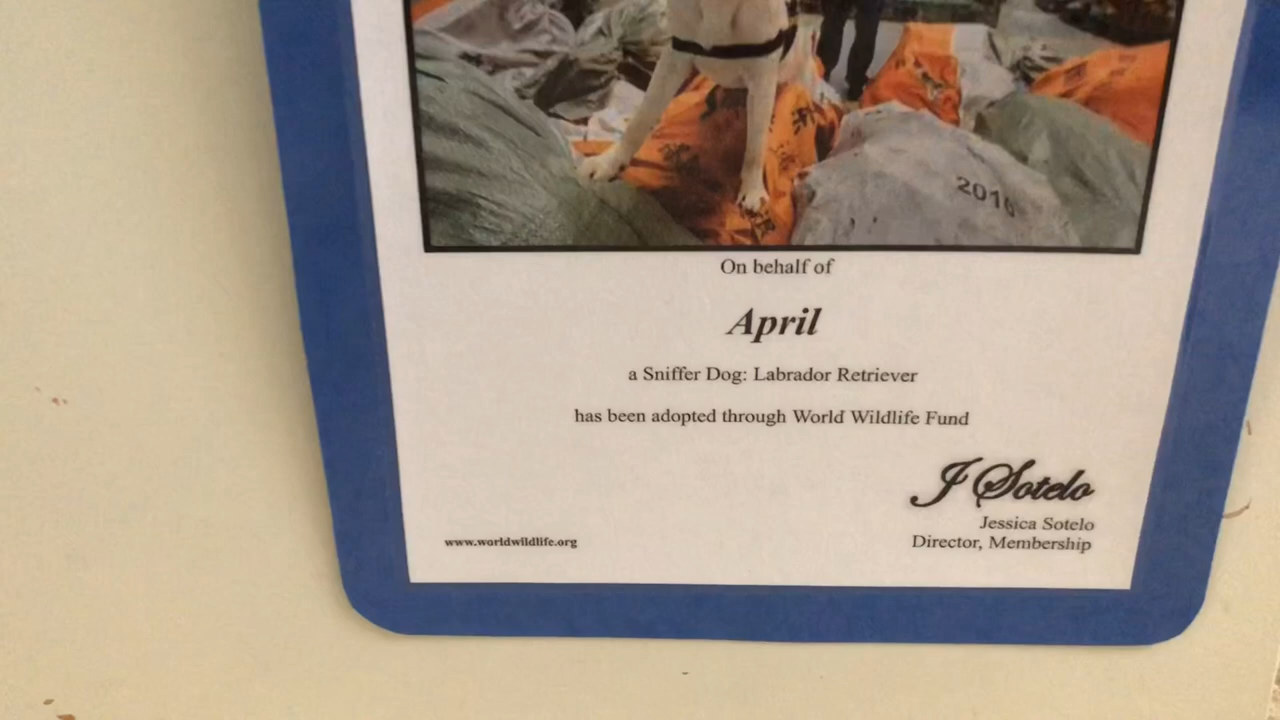 2016
On behalf of
April
a Sniffer Dog: Labrador Retriever
has been adopted through World Wildlife Fund
J Sotelo
Jessica Sotelo
www.worldwildlife.org
Director, Membership